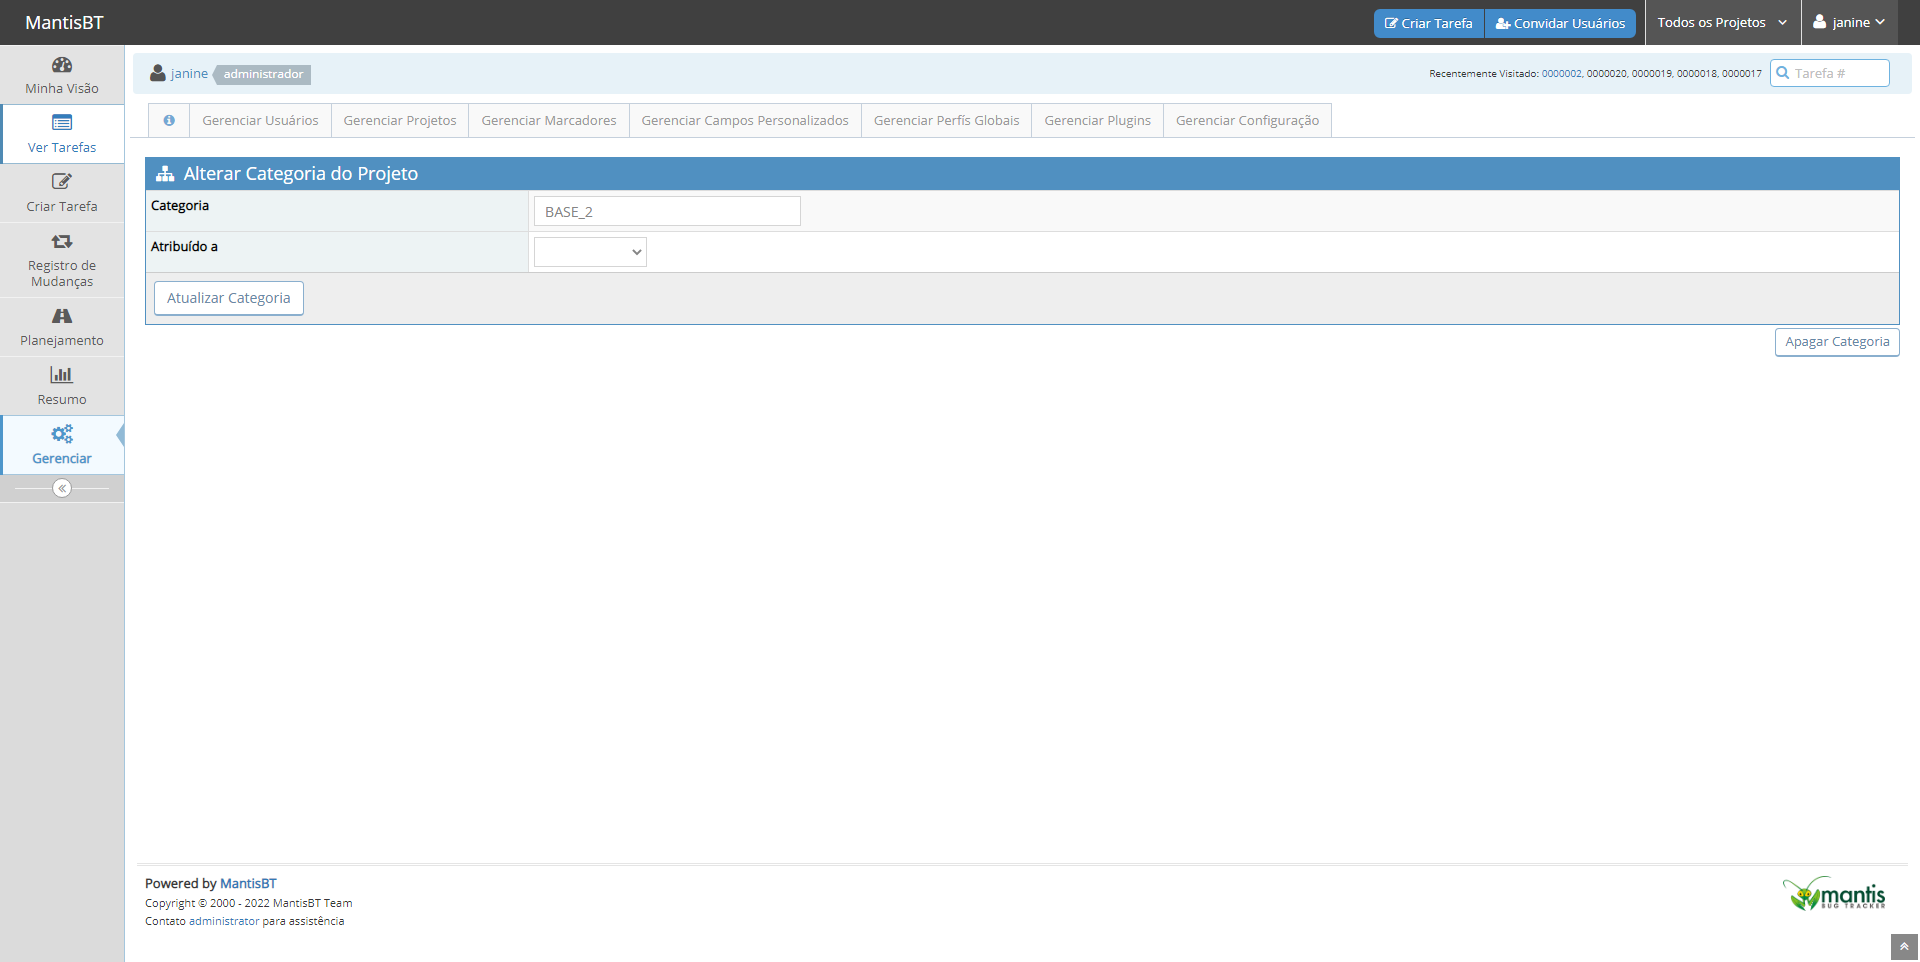 MantisBT
Criar Tarefa
Convidar Usuários
Todos os Projetos
janine
Minha Visão
Ver Tarefas
Criar Tarefa
Registro de
Mudanças
Planejamento
Resumo
Gerenciar
janine
administrador
Recentemente Visitado: 0000002, 0000020, 0000019, 0000018, 0000017
Tarefa #
Gerenciar Usuários
Gerenciar Projetos
Gerenciar Marcadores
Gerenciar Campos Personalizados
Gerenciar Perfís Globais
Gerenciar Plugins
Gerenciar Configuração
Alterar Categoria do Projeto
Categoria
BASE_2
Atribuído a
Atualizar Categoria
Apagar Categoria
Powered by MantisBT
Copyright © 2000 - 2022 MantisBT Team
Contato administrator para assistência
mantis
BUG TRACKER